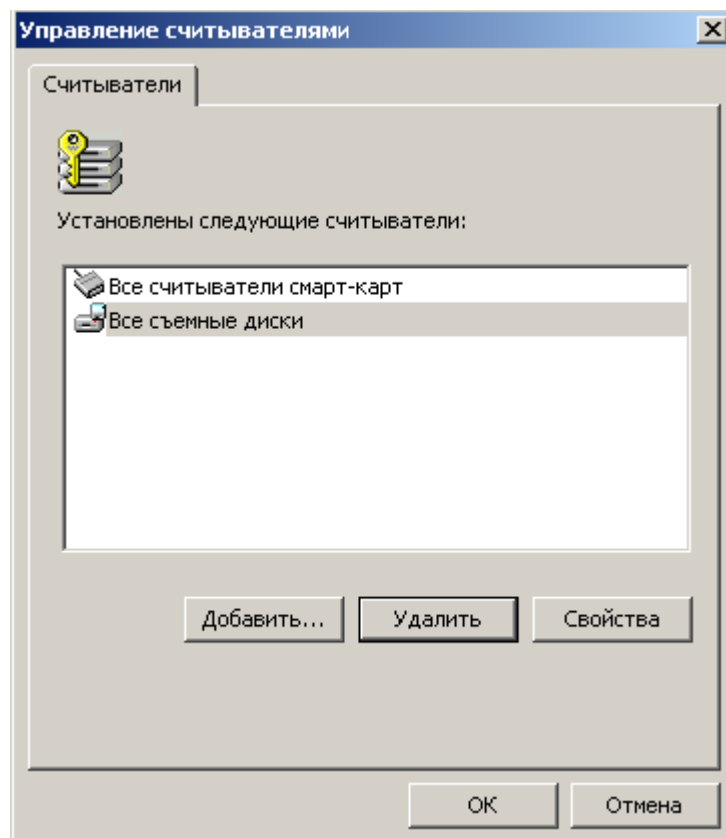 Управление считывателями
Считыватели
Установлены следующие считыватели:
Все считыватели смарт-карт
Все съемные диски
Добавить... Удалить Свойства
ОК Отмена